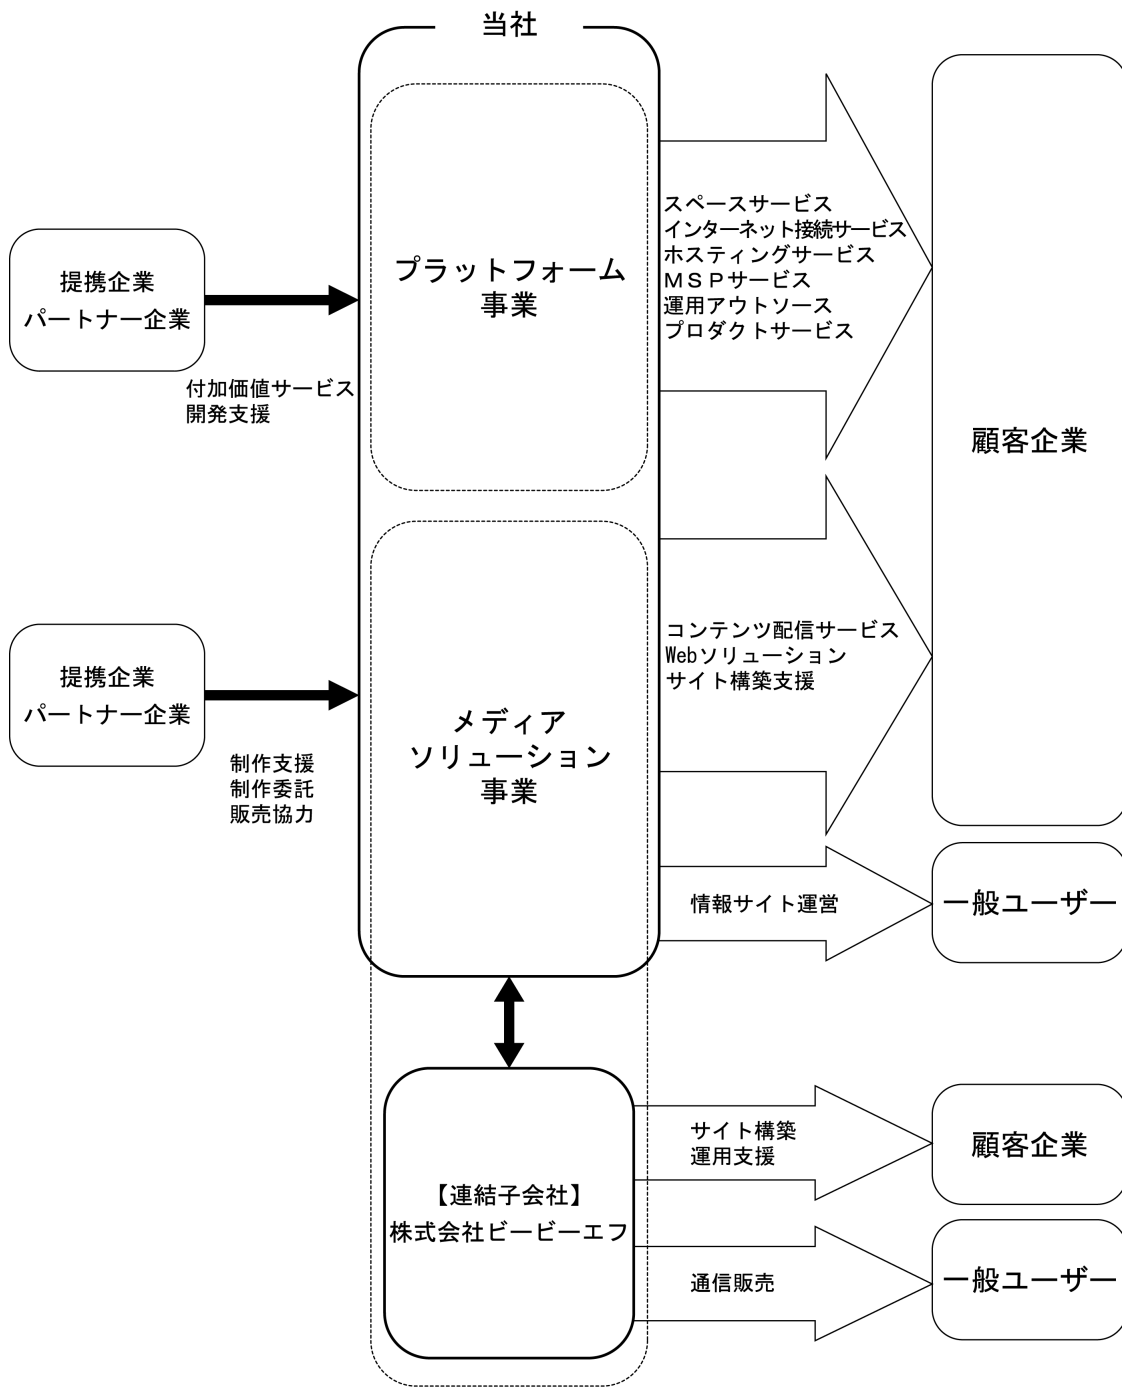 当社
提携企業
パートナー企業
付加価値サービス
開発支援
プラットフォーム
事業
スペースサービス
インターネット接続サービス
ホスティングサービス
ＭＳＰサービス
運用アウトソース
プロダクトサービス
顧客企業
提携企業
パートナー企業
制作支援
制作委託
販売協力
メディア
ソリューション
事業
コンテンツ配信サービス
Webソリューション
サイト構築支援
情報サイト運営
一般ユーザー
【連結子会社】
株式会社ビービーエフ
サイト構築
運用支援
顧客企業
通信販売
一般ユーザー